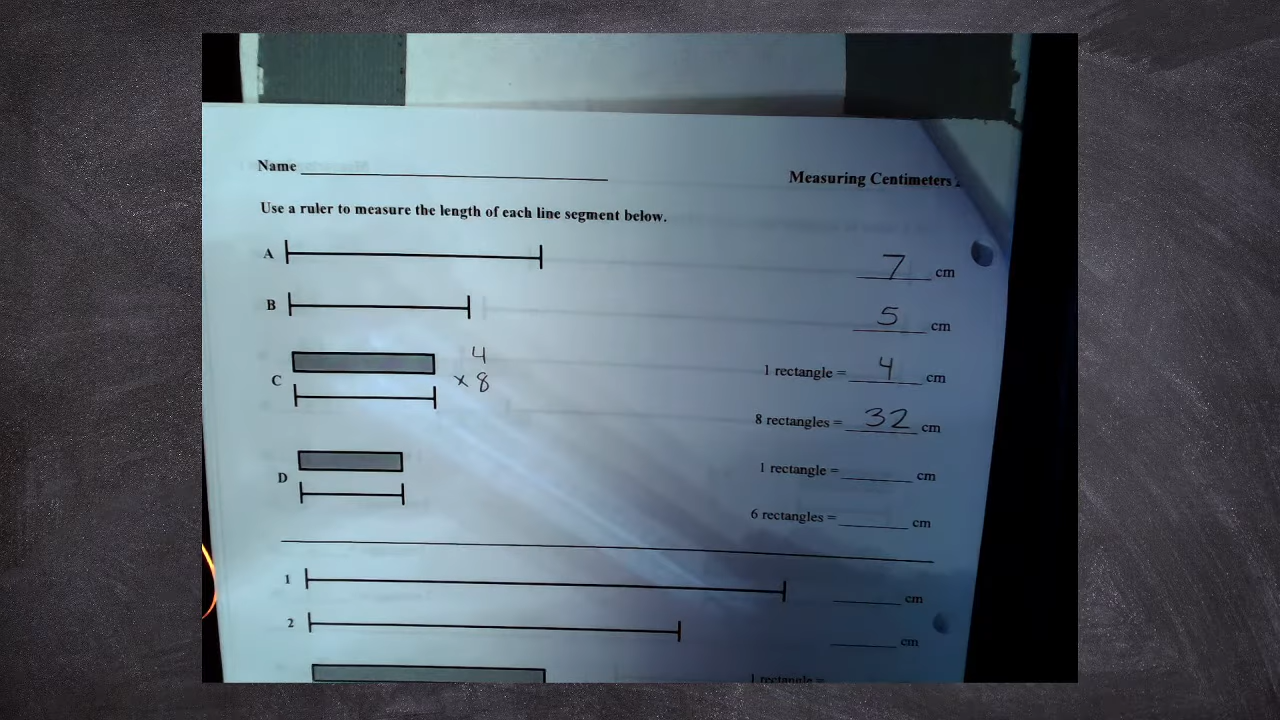 Name
Measuring Centimeters
Use a ruler to measure the length of each line segment below.
A 7 cm
B 5 cm
C 4 x 8 1 rectangle = 4 cm
8 rectangles = 32 cm
D 1 rectangle = cm
6 rectangles = cm
1 cm
2 cm
1 rectangle =